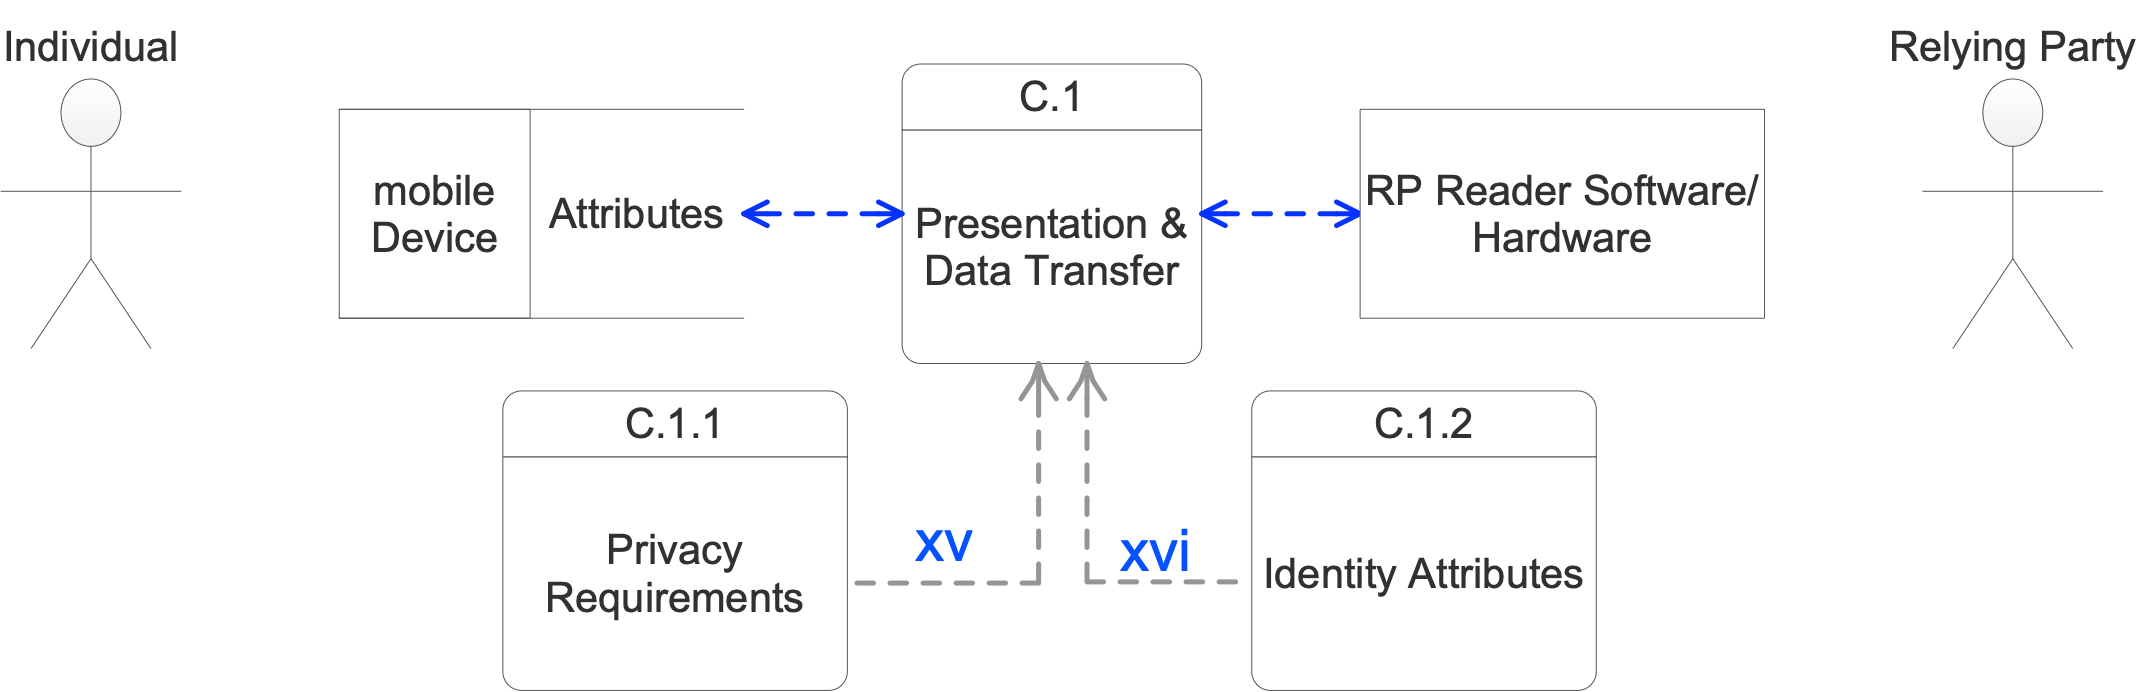 Individual
Relying Party
C.1
mobile
Device
Attributes
Presentation &
Data Transfer
RP Reader Software/
Hardware
C.1.1
Privacy
Requirements
xv
xvi
C.1.2
Identity Attributes